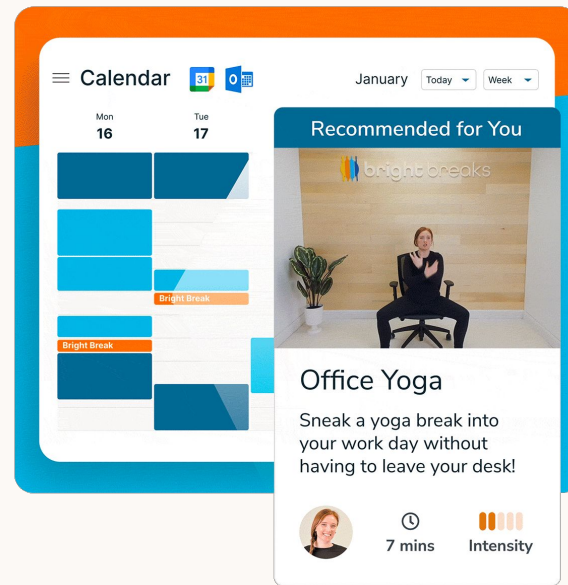 Calendar
31
January
Today
Week
Mon
16
Tue
17
Bright Break
Bright Break
Recommended for You
bright breaks
Office Yoga
Sneak a yoga break into
your work day without
having to leave your desk!
7 mins
Intensity